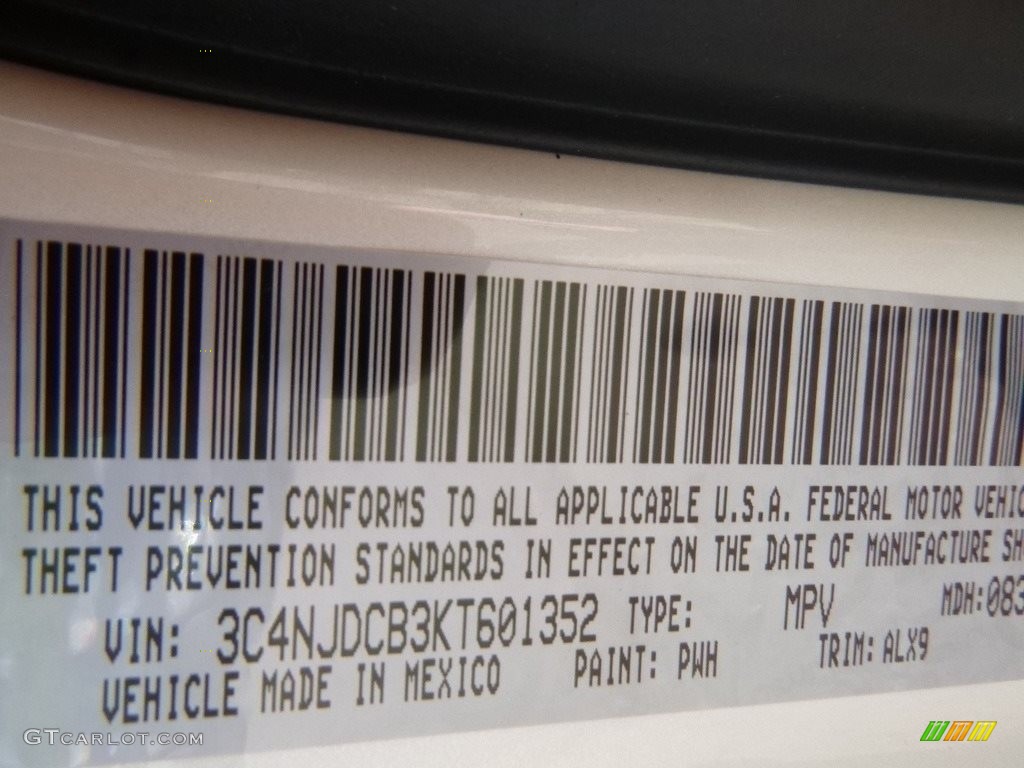 THIS VEHICLE CONFORMS TO ALL APPLICABLE U.S.A. FEDERAL MOTOR VEHIC
THEFT PREVENTION STANDARDS IN EFFECT ON THE DATE OF MANUFACTURE SH
VIN: 3C4NJDCB3KT601352 TYPE: MPV MDH:083
VEHICLE MADE IN MEXICO PAINT: PWH TRIM: ALX9
GTCARLOT.COM